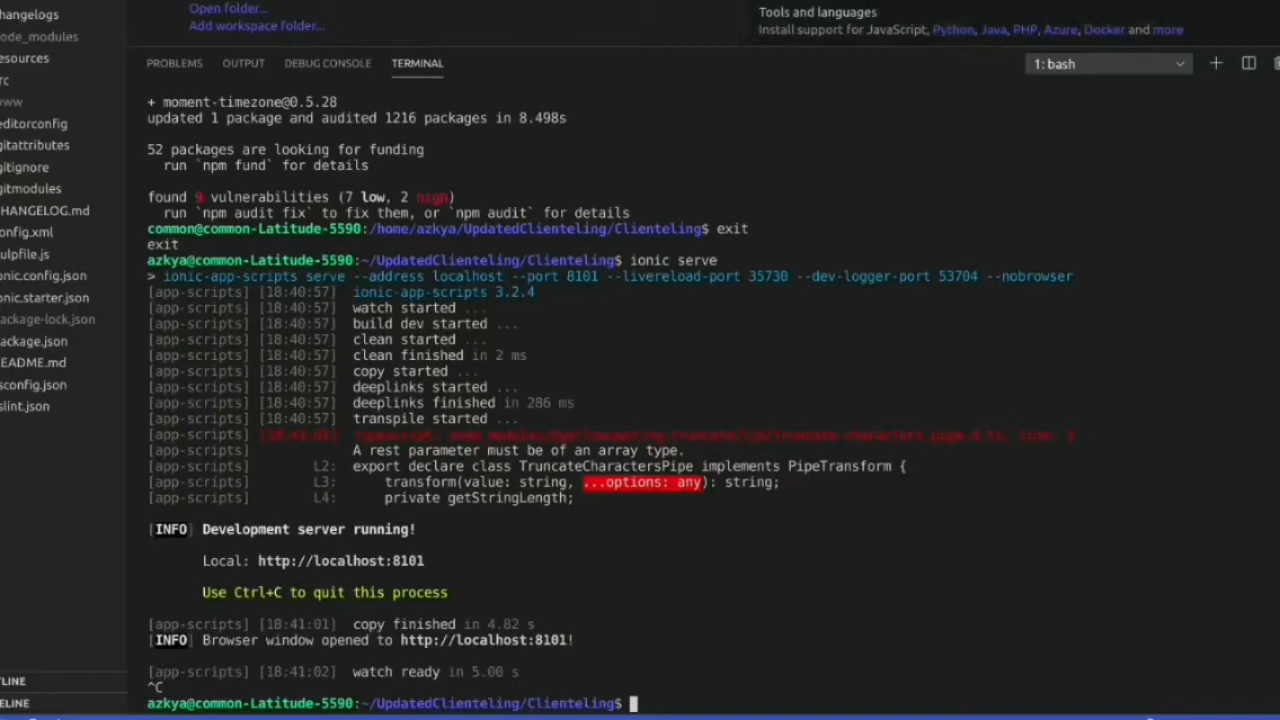 hangelogs
ode_modules
esources
rc
www
editorconfig
gitattributes
gitignore
gitmodules
HANGELOG.md
onfig.xml
ulpfile.js
onic.config.json
onic.starter.json
ackage-lock.json
ackage.json
EADME.md
sconfig.json
slint.json
TLINE
ELINE
Open folder...
Add workspace folder...
Tools and languages
Install support for JavaScript, Python, Java, PHP, Azure, Docker and more
PROBLEMS OUTPUT DEBUG CONSOLE TERMINAL
1: bash
+ moment-timezone@0.5.28
updated 1 package and audited 1216 packages in 8.498s
52 packages are looking for funding
run `npm fund` for details
found 9 vulnerabilities (7 low, 2 high)
run `npm audit fix` to fix them, or `npm audit` for details
common@common-Latitude-5590:/home/azkya/UpdatedClienteling/Clienteling$ exit
exit
azkya@common-Latitude-5590:~/UpdatedClienteling/Clienteling$ ionic serve
> ionic-app-scripts serve --address localhost --port 8101 --livereload-port 35730 --dev-logger-port 53704 --nobrowser
[app-scripts] [18:40:57] ionic-app-scripts 3.2.4
[app-scripts] [18:40:57] watch started ...
[app-scripts] [18:40:57] build dev started ...
[app-scripts] [18:40:57] clean started ...
[app-scripts] [18:40:57] clean finished in 2 ms
[app-scripts] [18:40:57] copy started ...
[app-scripts] [18:40:57] deeplinks started ...
[app-scripts] [18:40:57] deeplinks finished in 286 ms
[app-scripts] [18:40:57] transpile started ...
[app-scripts] [18:41:01] typescript:
[app-scripts] A rest parameter must be of an array type.
[app-scripts] L2: export declare class TruncateCharactersPipe implements PipeTransform {
[app-scripts] L3: transform(value: string, ...options: any): string;
[app-scripts] L4: private getStringLength;
[INFO] Development server running!
Local: http://localhost:8101
Use Ctrl+C to quit this process
[app-scripts] [18:41:01] copy finished in 4.82 s
[INFO] Browser window opened to http://localhost:8101!
[app-scripts] [18:41:02] watch ready in 5.00 s
^C
azkya@common-Latitude-5590:~/UpdatedClienteling/Clienteling$